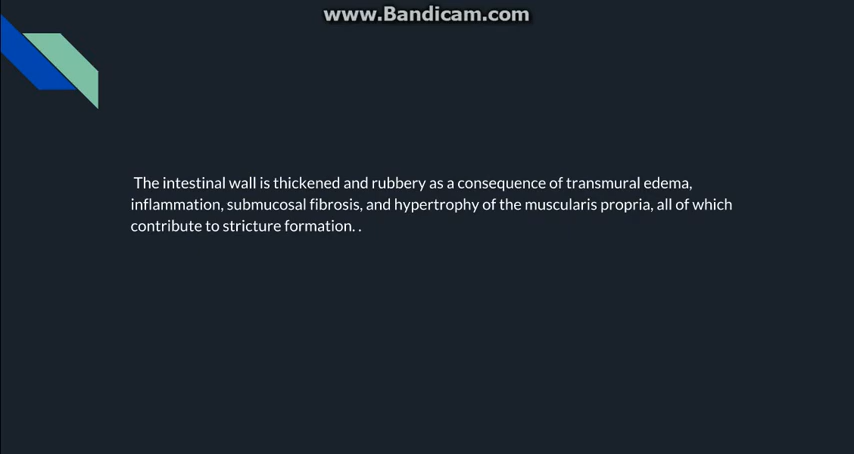 www.Bandicam.com
The intestinal wall is thickened and rubbery as a consequence of transmural edema,
inflammation, submucosal fibrosis, and hypertrophy of the muscularis propria, all of which
contribute to stricture formation. .